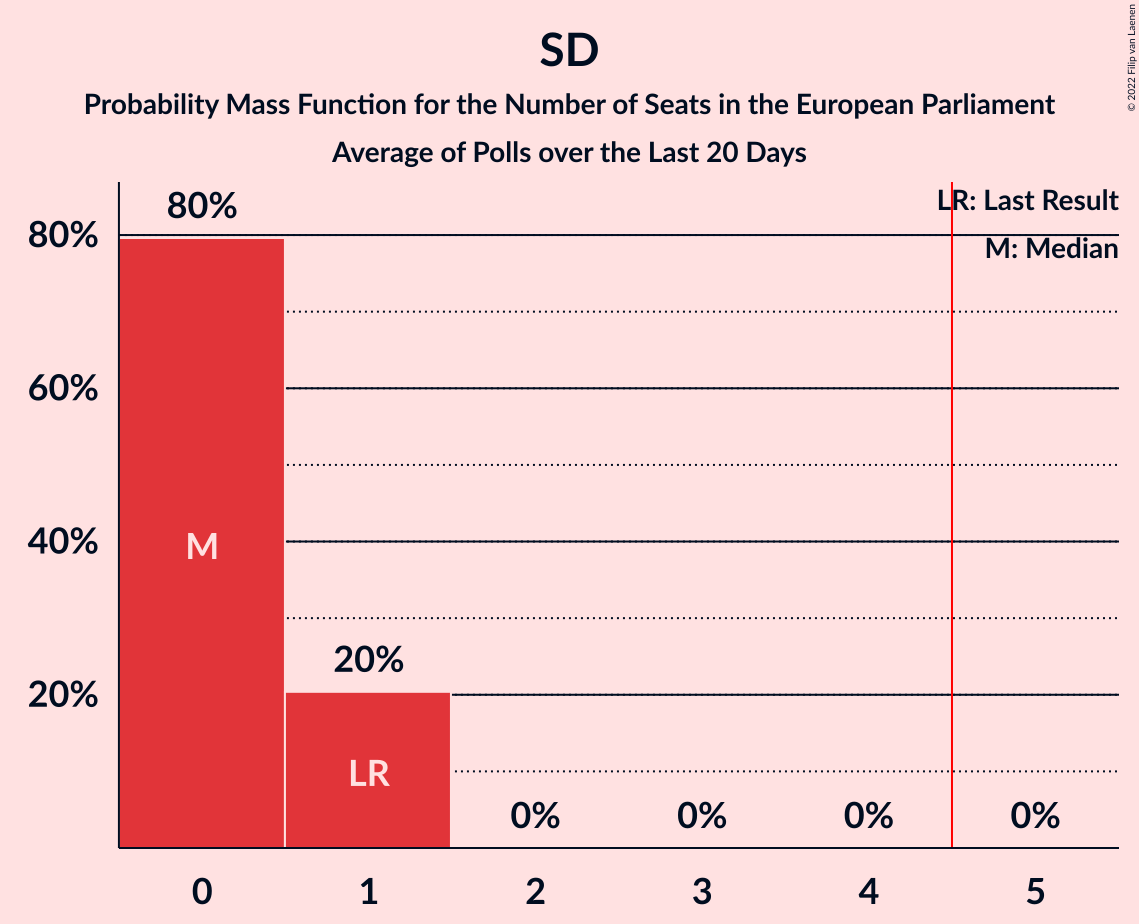 SD
Probability Mass Function for the Number of Seats in the European Parliament
Average of Polls over the Last 20 Days
© 2022 Filip van Laenen
LR: Last Result
M: Median
80%
80%
60%
40%
20%
M
20%
LR
0%
0%
0%
0%
0
1
2
3
4
5